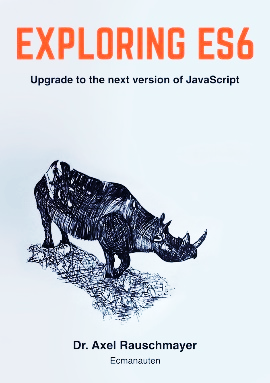 EXPLORING ES6
Upgrade to the next version of JavaScript
Dr. Axel Rauschmayer
Ecmanauten